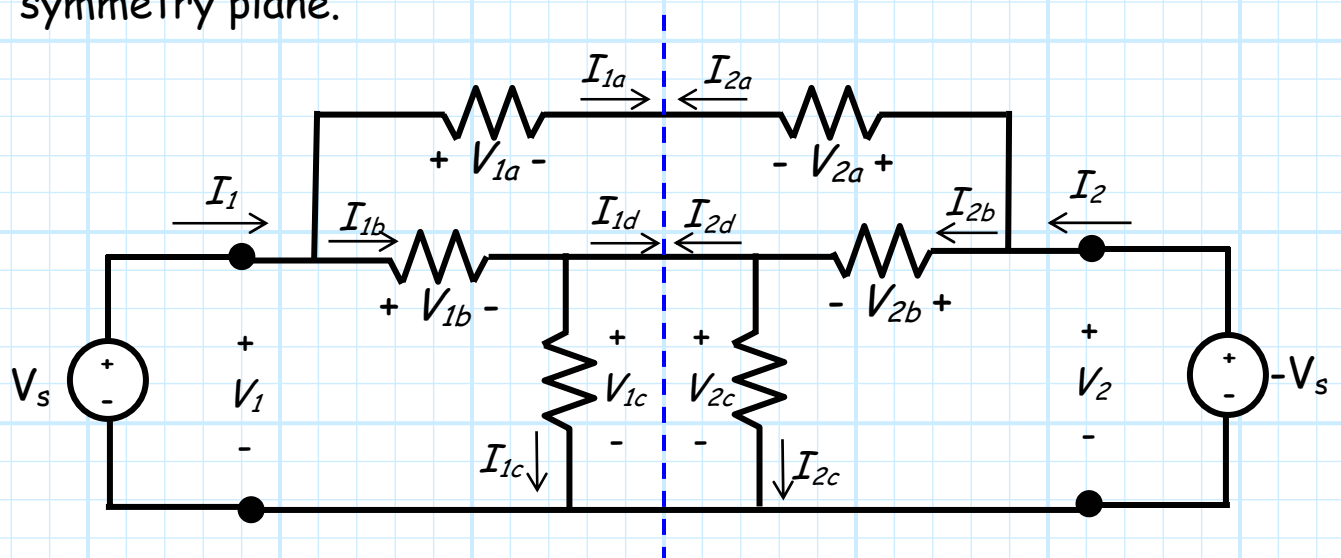 symmetry plane.
I1a I2a
+ V1a - - V2a +
I1 I1b I1d I2d I2b I2
+ V1b - - V2b +
+ + + +
Vs + - V1 V1c V2c V2 + - -Vs
- - - -
I1c I2c